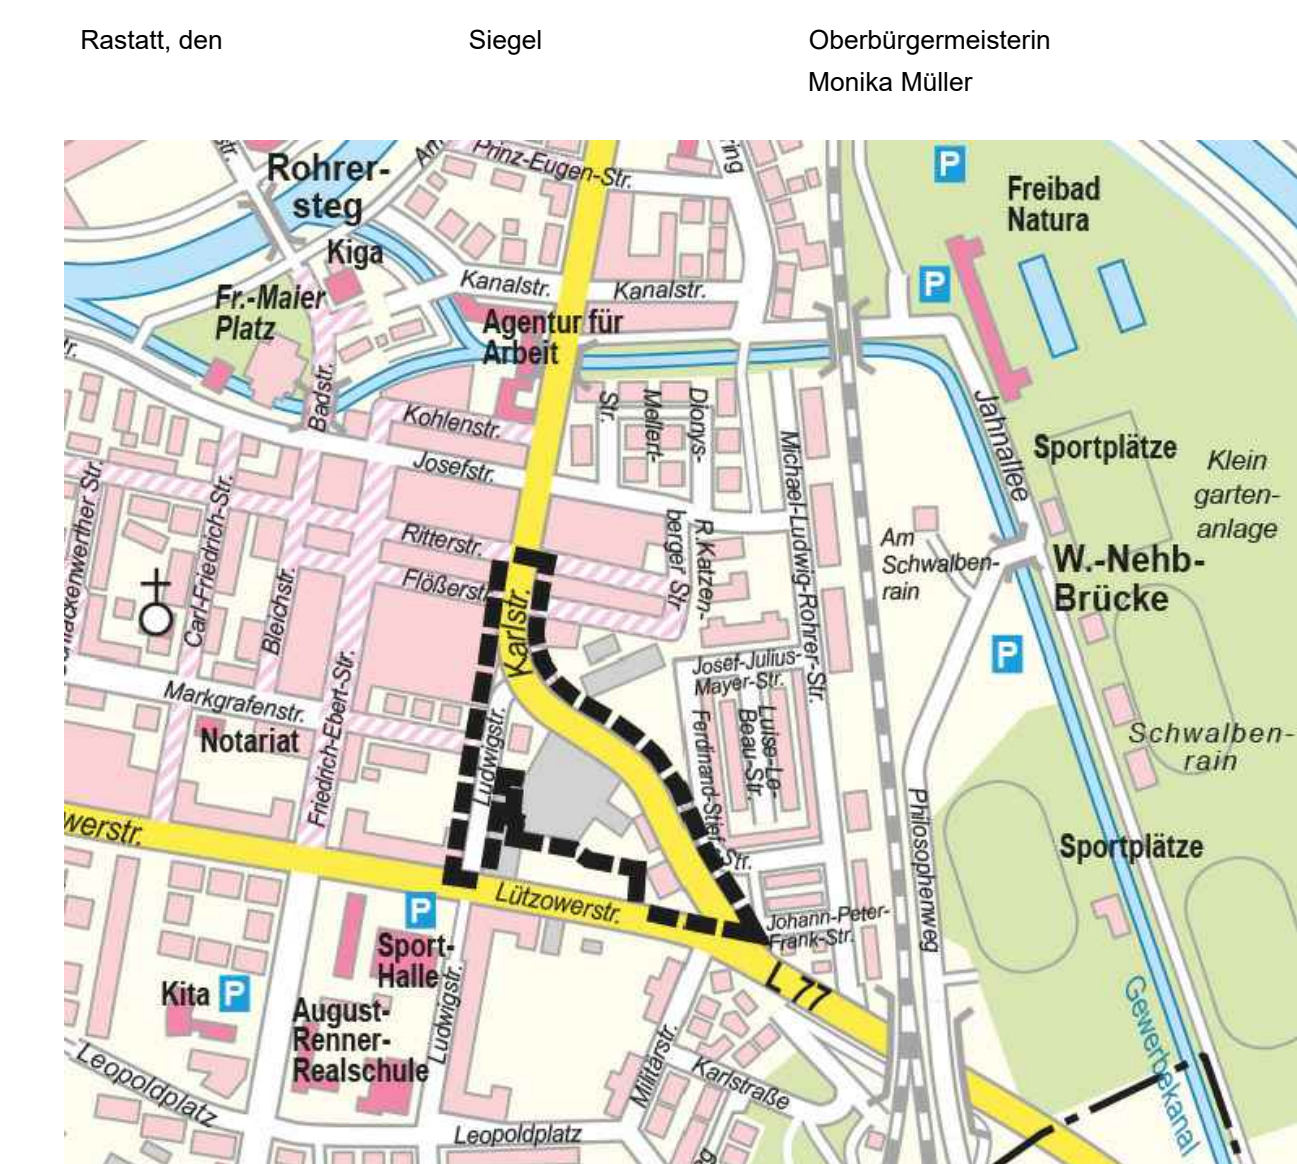 Rastatt, den
Siegel
Oberbürgermeisterin
Monika Müller
Prinz-Eugen-Str.
Rohrer-
steg
P
Freibad
Natura
Kiga
Kanalstr.
Kanalstr.
P
Fr.-Maier
Platz
Agentur für
Arbeit
Badstr.
Kohlenstr.
Str.
Mellert-
Dionys-
Jahnallee
Sportplätze
Klein
garten-
anlage
Josefstr.
Michael-Ludwig-Rohrer-Str.
Carl-Friedrich-Str.
Ritterstr.
R.Katzen-
berger Str.
Am
Schwalben-
rain
W.-Nehb-
Brücke
Flößerst
Bleichstr.
Karlstr.
P
Josef-Julius-
Mayer-Str.
Markgrafenstr.
Friedrich-Ebert-Str.
Notariat
Ludwigstr.
Ferdinand-Stief-Str.
Luise-Le-
Beau-Str.
Schwalben-
rain
Philosophenweg
werstr.
Sportplätze
Lützowerstr.
P
Johann-Peter-
Frank-Str.
Sport-
Halle
L 77
Kita
P
Ludwigstr.
August-
Renner-
Realschule
Gewerbekanal
Militärstr.
Karlstraße
Leopoldplatz
Leopoldplatz